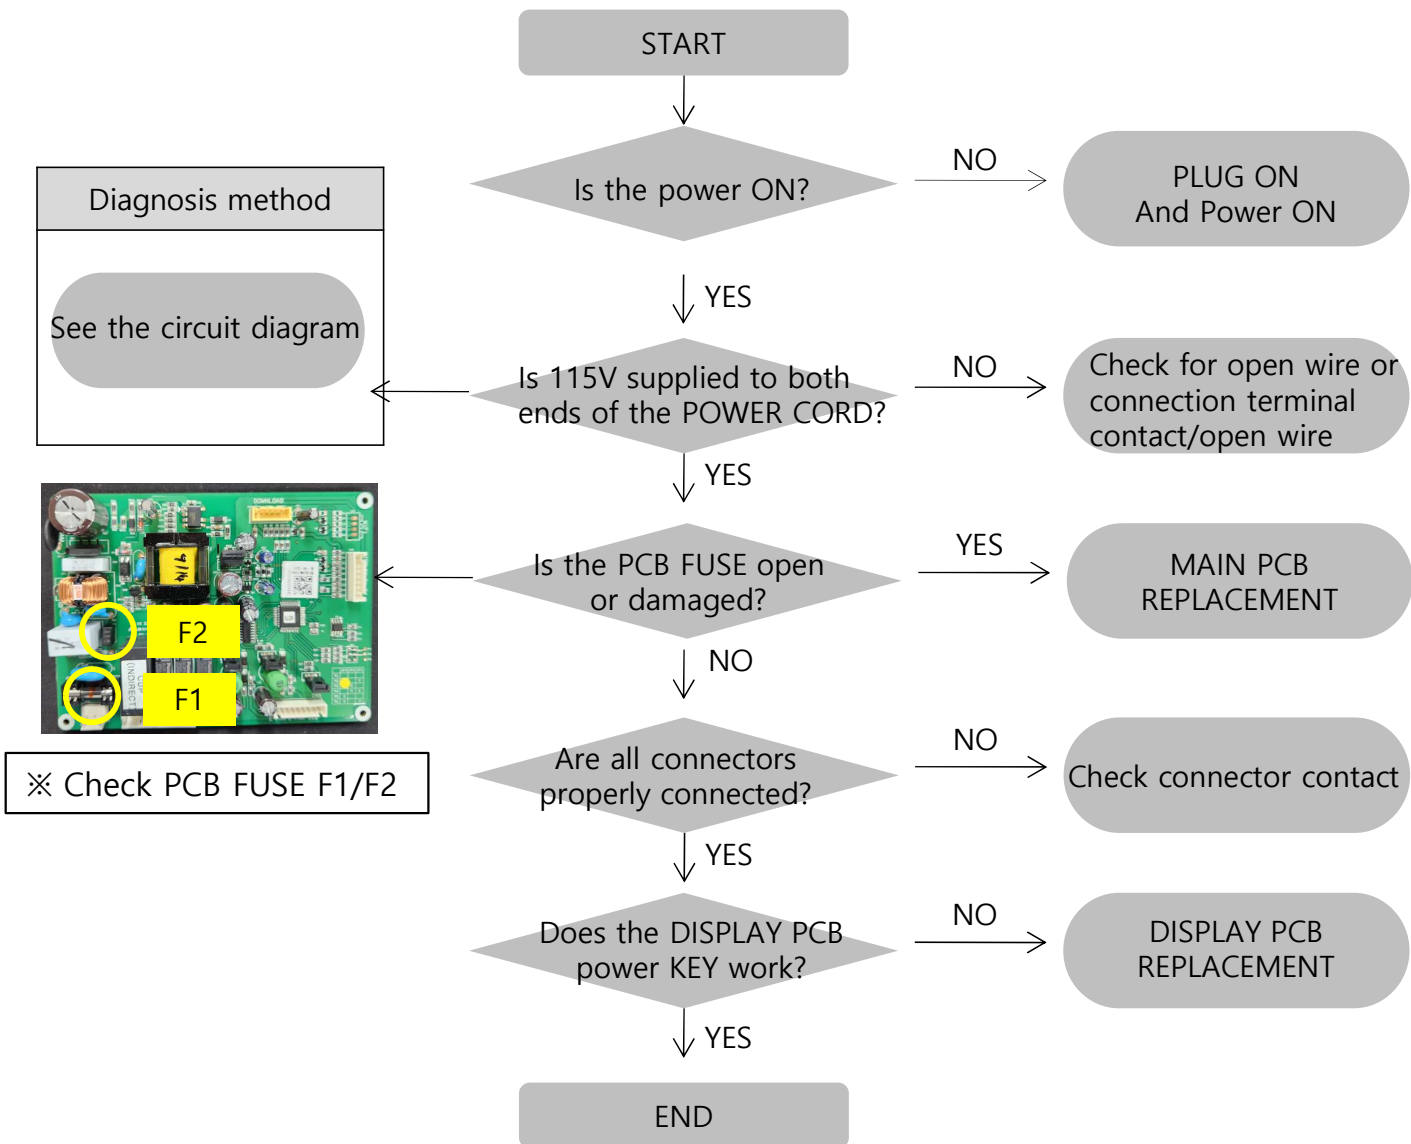 START
Is the power ON?
NO
PLUG ON
And Power ON
YES
Diagnosis method
See the circuit diagram
Is 115V supplied to both
ends of the POWER CORD?
NO
Check for open wire or
connection terminal
contact/open wire
YES
DOWNLOAD
F2
F1
Is the PCB FUSE open
or damaged?
YES
MAIN PCB
REPLACEMENT
NO
※ Check PCB FUSE F1/F2
Are all connectors
properly connected?
NO
Check connector contact
YES
Does the DISPLAY PCB
power KEY work?
NO
DISPLAY PCB
REPLACEMENT
YES
END